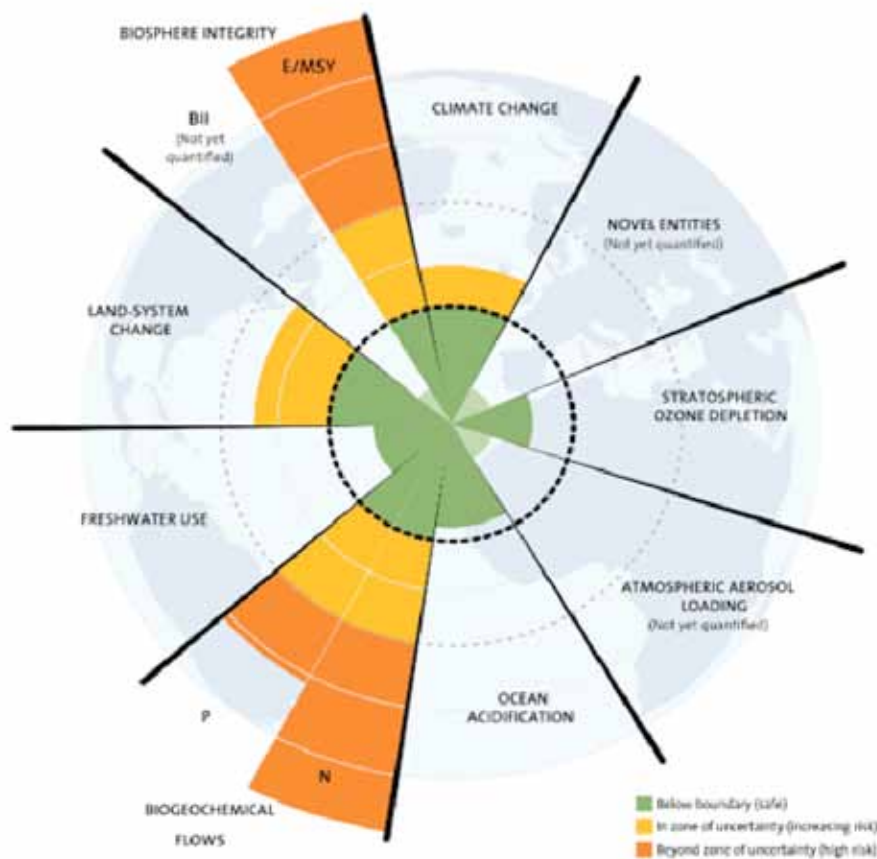 BIOSPHERE INTEGRITY
E/MSY
BII
(Not yet
quantified)
CLIMATE CHANGE
NOVEL ENTITIES
(Not yet quantified)
LAND-SYSTEM
CHANGE
STRATOSPHERIC
OZONE DEPLETION
FRESHWATER USE
ATMOSPHERIC AEROSOL
LOADING
(Not yet quantified)
OCEAN
ACIDIFICATION
P
N
BIOGEOCHEMICAL
FLOWS
Below boundary (safe)
In zone of uncertainty (increasing risk)
Beyond zone of uncertainty (high risk)